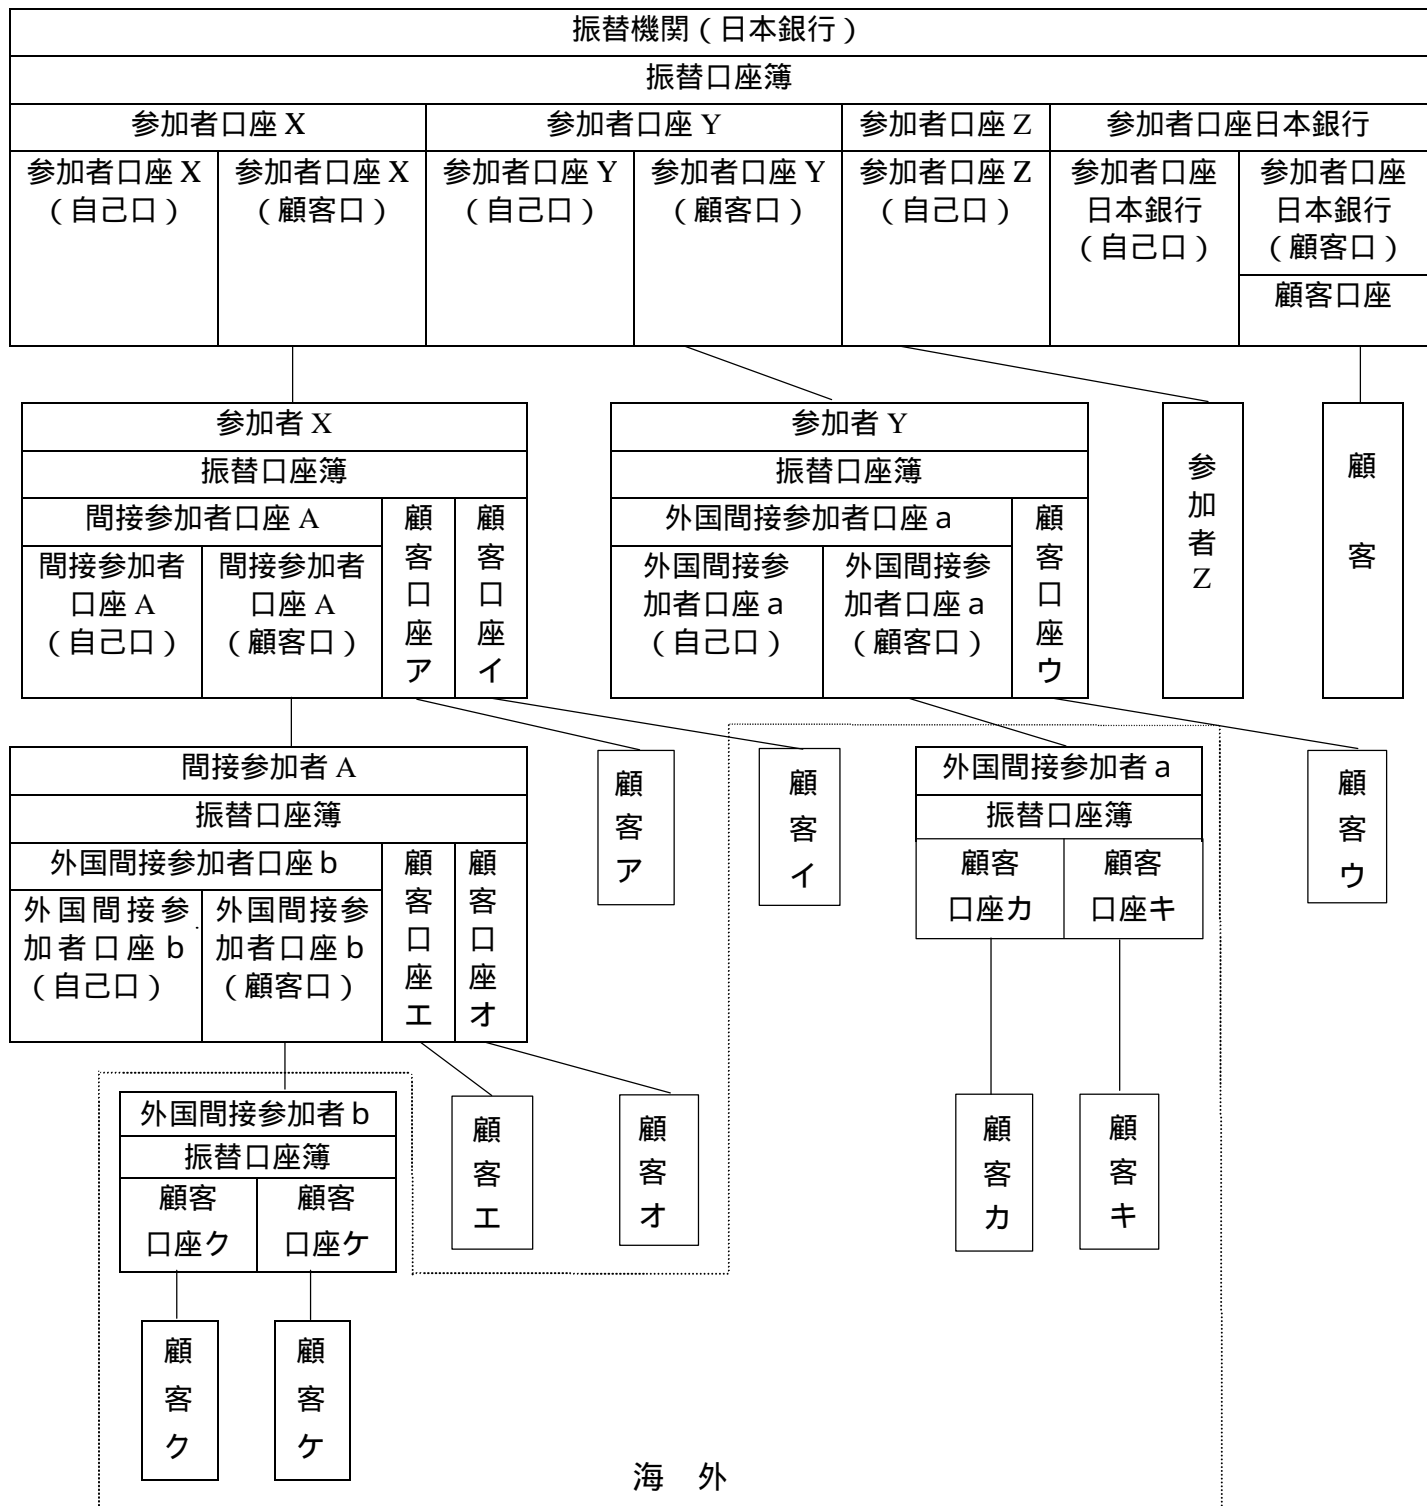 振替機関（日本銀行）
振替口座簿
参加者口座 X
参加者口座 Y
参加者口座 Z
参加者口座日本銀行
参加者口座 X
（自己口）
参加者口座 X
（顧客口）
参加者口座 Y
（自己口）
参加者口座 Y
（顧客口）
参加者口座 Z
（自己口）
参加者口座
日本銀行
（自己口）
参加者口座
日本銀行
（顧客口）
顧客口座
参加者 X
振替口座簿
間接参加者口座 A
間接参加者
口座 A
（自己口）
間接参加者
口座 A
（顧客口）
顧客口座ア
顧客口座イ
参加者 Y
振替口座簿
外国間接参加者口座ａ
外国間接参
加者口座ａ
（自己口）
外国間接参
加者口座ａ
（顧客口）
顧客口座ウ
参加者Z
顧客
間接参加者 A
振替口座簿
外国間接参加者口座ｂ
外国間接参
加者口座ｂ
（自己口）
外国間接参
加者口座ｂ
（顧客口）
顧客口座エ
顧客口座オ
顧客ア
顧客イ
外国間接参加者ａ
振替口座簿
顧客
口座カ
顧客
口座キ
顧客ウ
外国間接参加者ｂ
振替口座簿
顧客
口座ク
顧客
口座ケ
顧客エ
顧客オ
顧客カ
顧客キ
顧客ク
顧客ケ
海 外